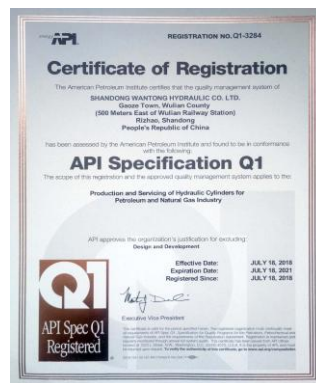 API
REGISTRATION NO. Q1-3284
Certificate of Registration
The American Petroleum Institute certifies that the quality management system of
SHANDONG WANTONG HYDRAULIC CO. LTD.
Gaoze Town, Wulian County
(500 Meters East of Wulian Railway Station)
Rizhao, Shandong
People's Republic of China
has been assessed by the American Petroleum Institute and found to be in conformance
with the following:
API Specification Q1
The scope of this registration and the approved quality management system applies to the:
Production and Servicing of Hydraulic Cylinders for
Petroleum and Natural Gas Industry
API approves the organization's justification for excluding:
Design and Development
Effective Date: JULY 18, 2018
Expiration Date: JULY 18, 2021
Registered Since: JULY 18, 2018
Executive Vice President
Q1
API Spec Q1
Registered